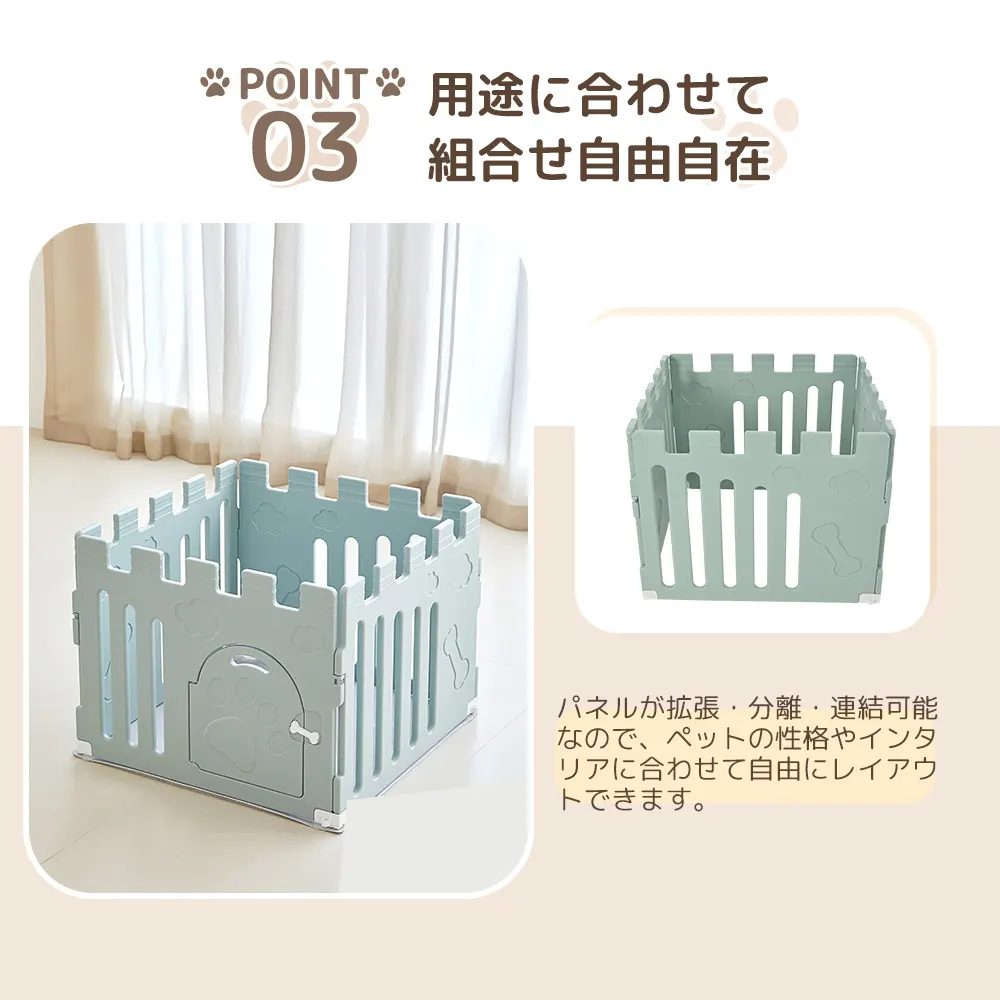 POINT
03
用途に合わせて
組合せ自由自在
パネルが拡張・分離・連結可能
なので、ペットの性格やインタ
リアに合わせて自由にレイアウ
トできます。